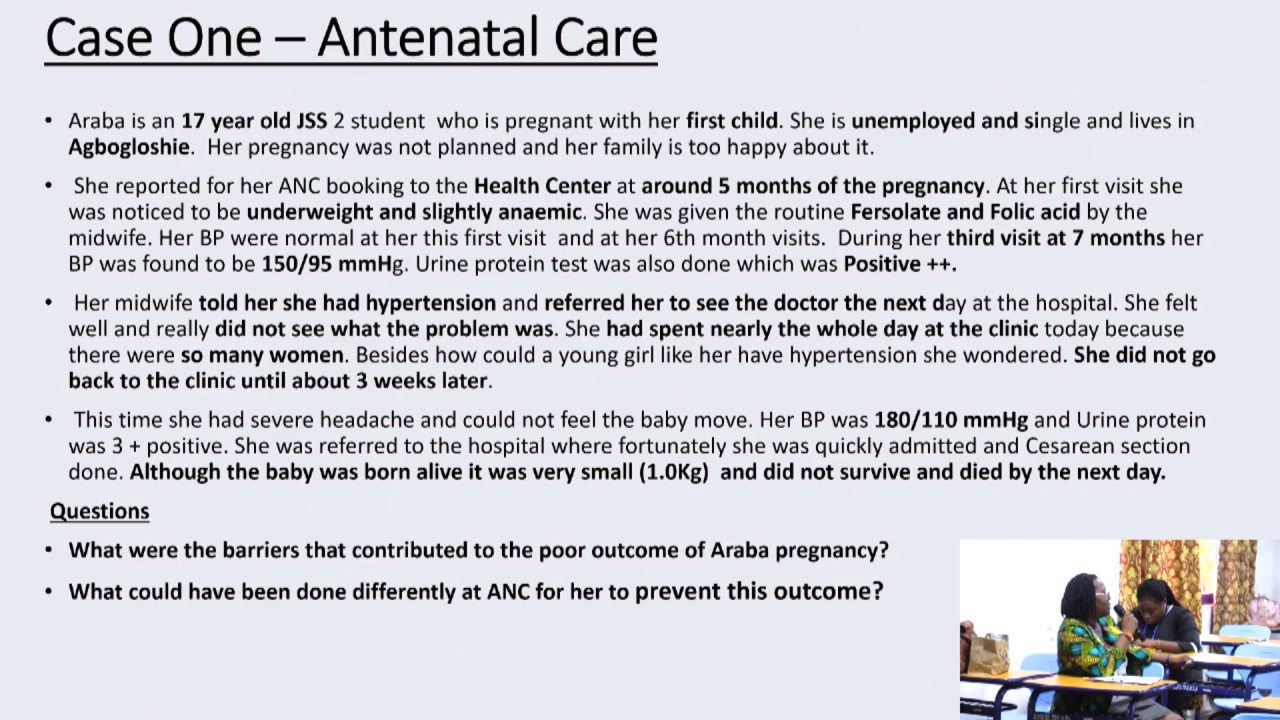 Case One – Antenatal Care
• Araba is an 17 year old JSS 2 student who is pregnant with her first child. She is unemployed and single and lives in
Agbogloshie. Her pregnancy was not planned and her family is too happy about it.
• She reported for her ANC booking to the Health Center at around 5 months of the pregnancy. At her first visit she
was noticed to be underweight and slightly anaemic. She was given the routine Fersolate and Folic acid by the
midwife. Her BP were normal at her this first visit and at her 6th month visits. During her third visit at 7 months her
BP was found to be 150/95 mmHg. Urine protein test was also done which was Positive ++.
• Her midwife told her she had hypertension and referred her to see the doctor the next day at the hospital. She felt
well and really did not see what the problem was. She had spent nearly the whole day at the clinic today because
there were so many women. Besides how could a young girl like her have hypertension she wondered. She did not go
back to the clinic until about 3 weeks later.
• This time she had severe headache and could not feel the baby move. Her BP was 180/110 mmHg and Urine protein
was 3 + positive. She was referred to the hospital where fortunately she was quickly admitted and Cesarean section
done. Although the baby was born alive it was very small (1.0Kg) and did not survive and died by the next day.
Questions
• What were the barriers that contributed to the poor outcome of Araba pregnancy?
• What could have been done differently at ANC for her to prevent this outcome?